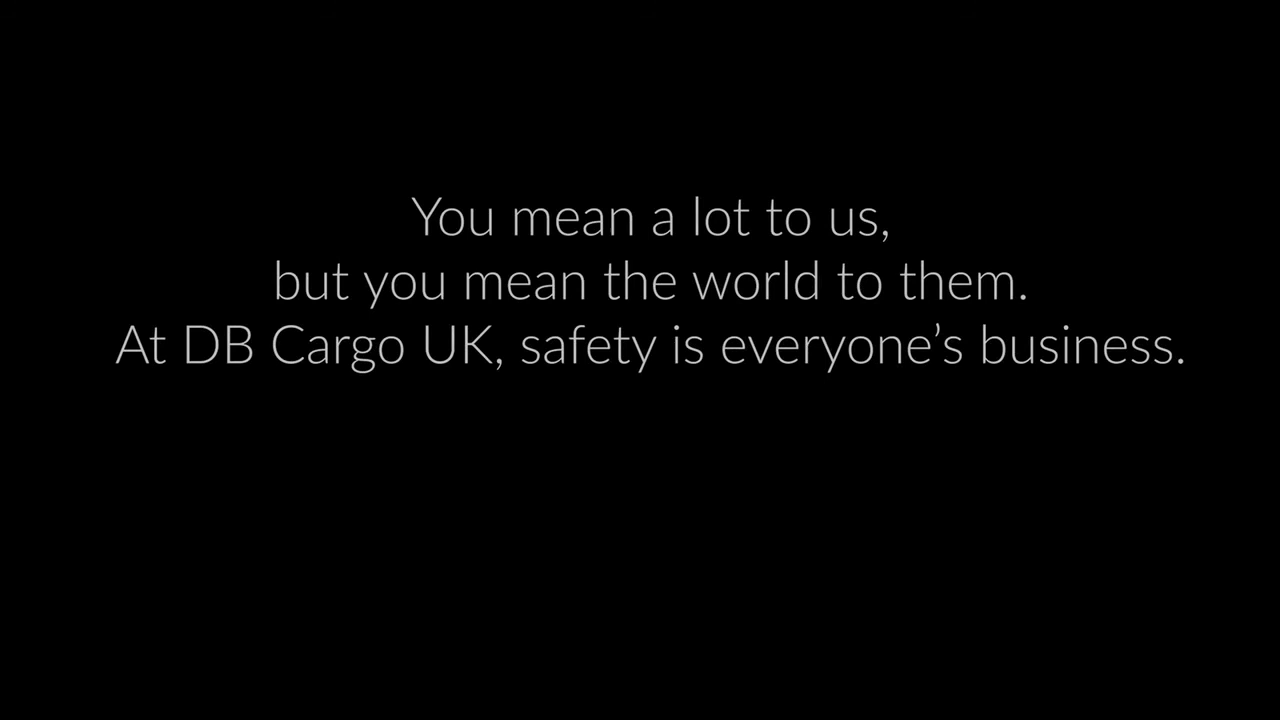 You mean a lot to us,
but you mean the world to them.
At DB Cargo UK, safety is everyone’s business.